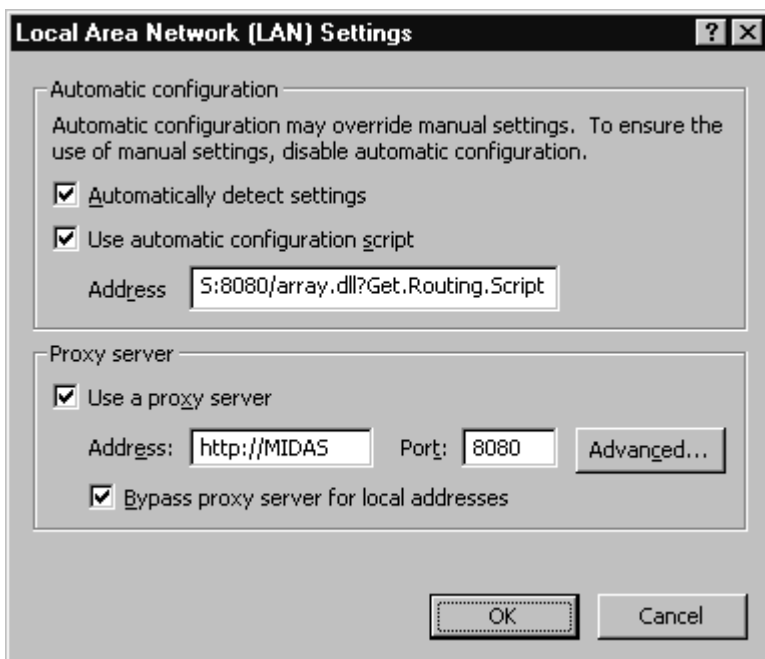 Local Area Network (LAN) Settings
Automatic configuration
Automatic configuration may override manual settings. To ensure the
use of manual settings, disable automatic configuration.
Automatically detect settings
Use automatic configuration script
Address S:8080/array.dll?Get.Routing.Script
Proxy server
Use a proxy server
Address: http://MIDAS Port: 8080 Advanced...
Bypass proxy server for local addresses
OK Cancel